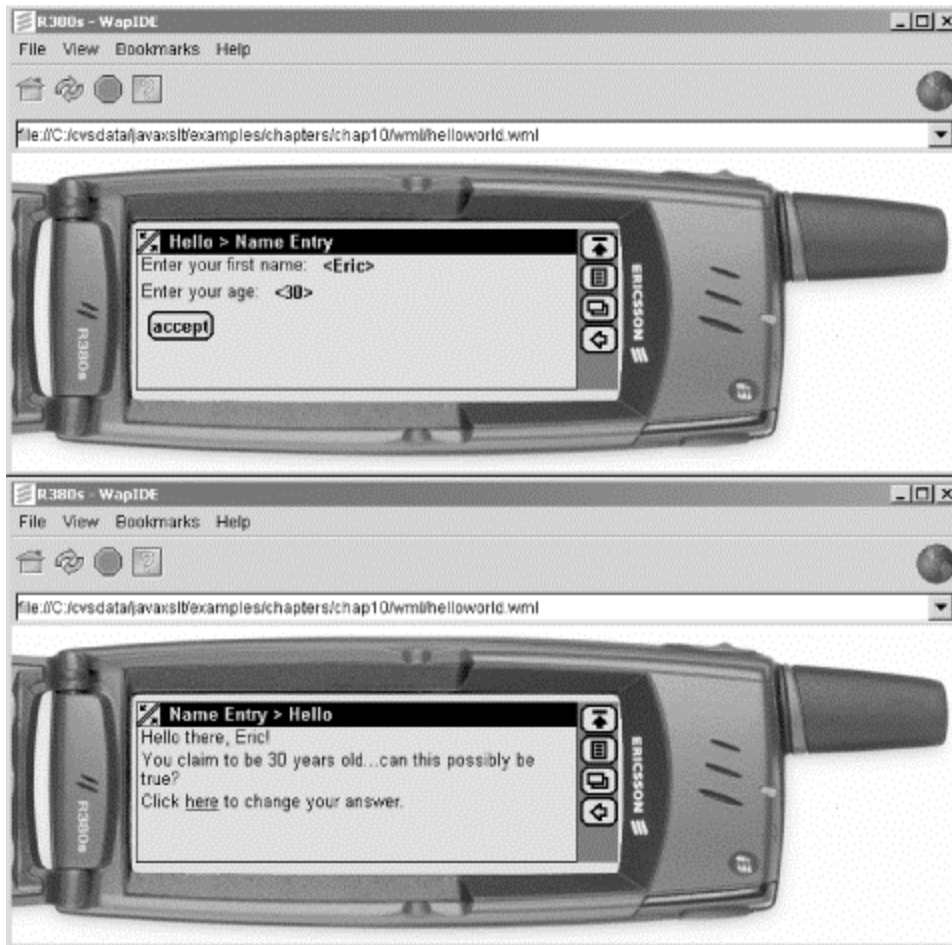 R380s - WapIDE
File View Bookmarks Help
file://C:/cvsdata/javaxslt/examples/chapters/chap10/wml/helloworld.wml
Hello > Name Entry
Enter your first name: <Eric>
Enter your age: <30>
accept
R380s
ERICSSON
R380s - WapIDE
File View Bookmarks Help
file://C:/cvsdata/javaxslt/examples/chapters/chap10/wml/helloworld.wml
Name Entry > Hello
Hello there, Eric!
You claim to be 30 years old...can this possibly be
true?
Click here to change your answer.
R380s
ERICSSON